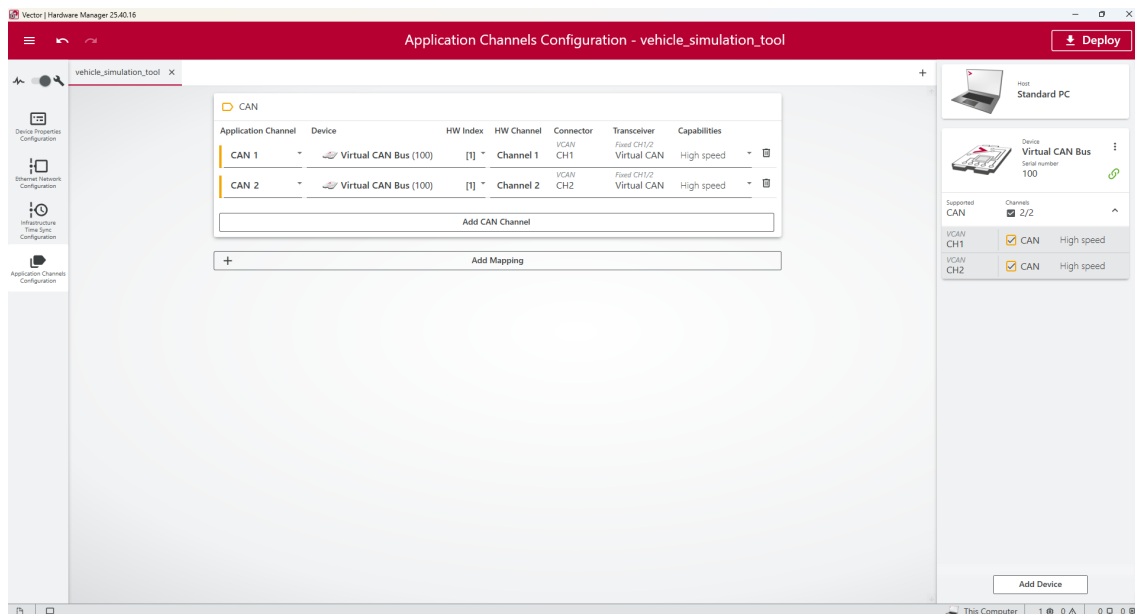 Vector | Hardware Manager 25.40.16
Application Channels Configuration - vehicle_simulation_tool
Deploy
vehicle_simulation_tool
Device Properties
Configuration
Ethernet Network
Configuration
Infrastructure
Time Sync
Configuration
Application Channels
Configuration
CAN
Application Channel Device HW Index HW Channel Connector Transceiver Capabilities
VCAN Fixed CH1/2
CAN 1 Virtual CAN Bus (100) [1] Channel 1 CH1 Virtual CAN High speed
VCAN Fixed CH1/2
CAN 2 Virtual CAN Bus (100) [1] Channel 2 CH2 Virtual CAN High speed
Add CAN Channel
+ Add Mapping
Host
Standard PC
Device
Virtual CAN Bus
Serial number
100
Supported Channels
CAN 2/2
VCAN
CH1 CAN High speed
VCAN
CH2 CAN High speed
Add Device
This Computer 1 0 0 0